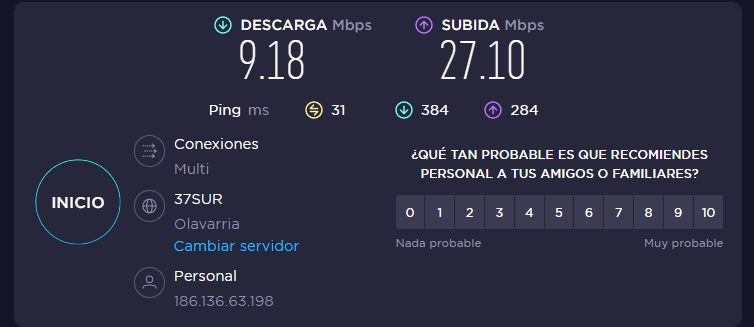 DESCARGA Mbps
9.18
SUBIDA Mbps
27.10
Ping ms 31 384 284
Conexiones
Multi
37SUR
Olavarria
Cambiar servidor
Personal
186.136.63.198
INICIO
¿QUÉ TAN PROBABLE ES QUE RECOMIENDES
PERSONAL A TUS AMIGOS O FAMILIARES?
0 1 2 3 4 5 6 7 8 9 10
Nada probable Muy probable